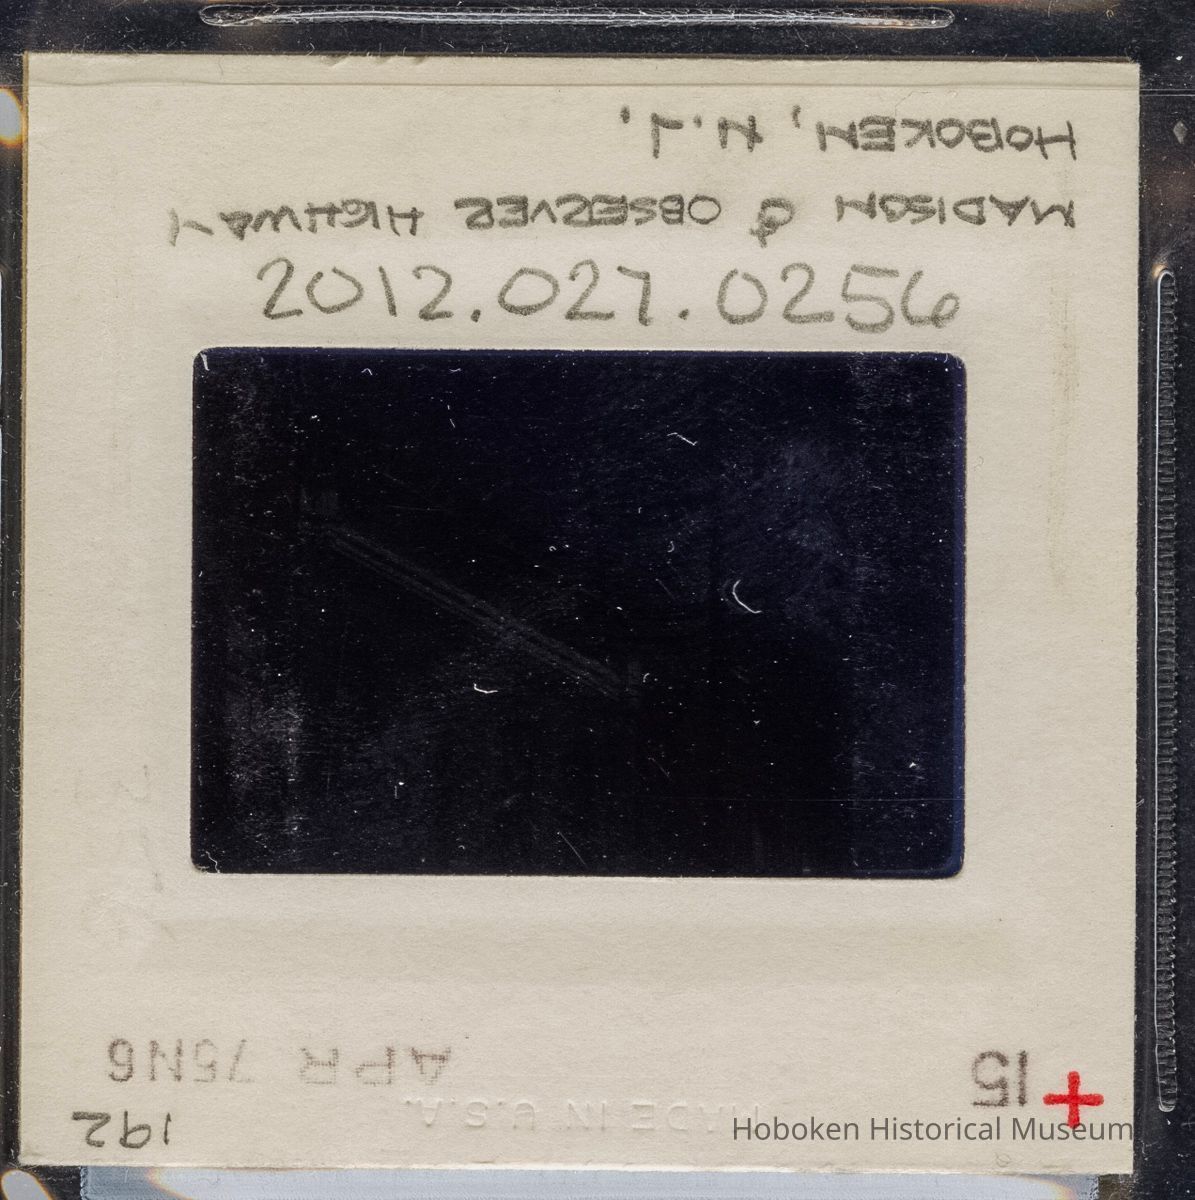 MADISON & OBSERVER HIGHWAY
HOBOKEN, N.J.
2012.027.0256
APR 75N6
15 +
MADE IN U.S.A.
192
Hoboken Historical Museum